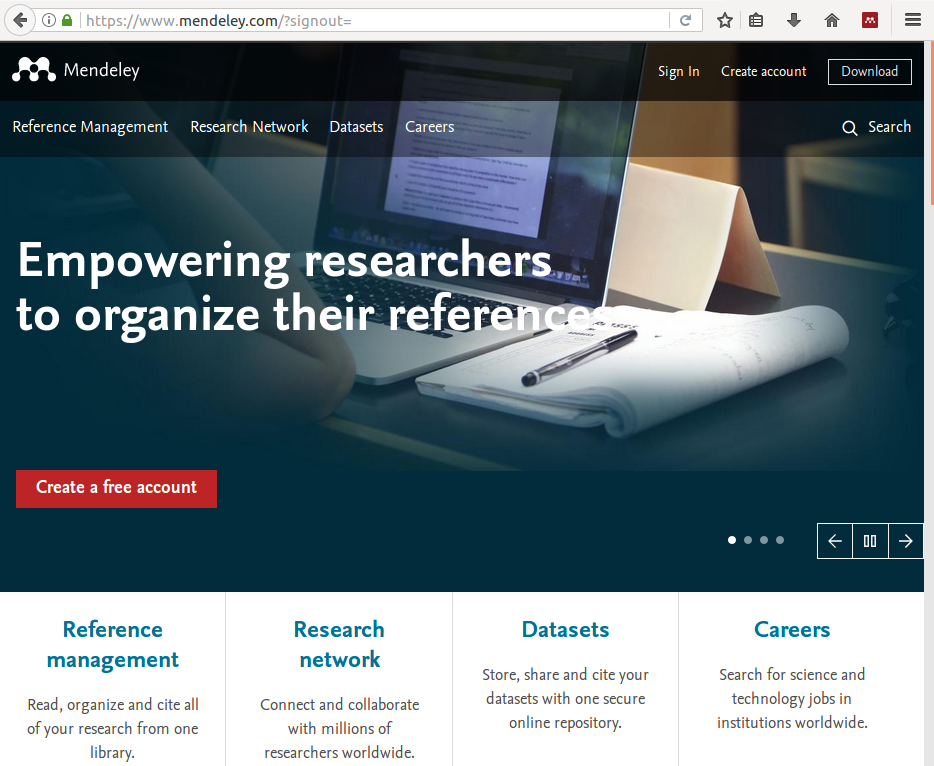 https://www.mendeley.com/?signout=
Mendeley
Sign In
Create account
Download
Reference Management
Research Network
Datasets
Careers
Search
Empowering researchers
to organize their references
Create a free account
Reference
management
Read, organize and cite all
of your research from one
library.
Research
network
Connect and collaborate
with millions of
researchers worldwide.
Datasets
Store, share and cite your
datasets with one secure
online repository.
Careers
Search for science and
technology jobs in
institutions worldwide.